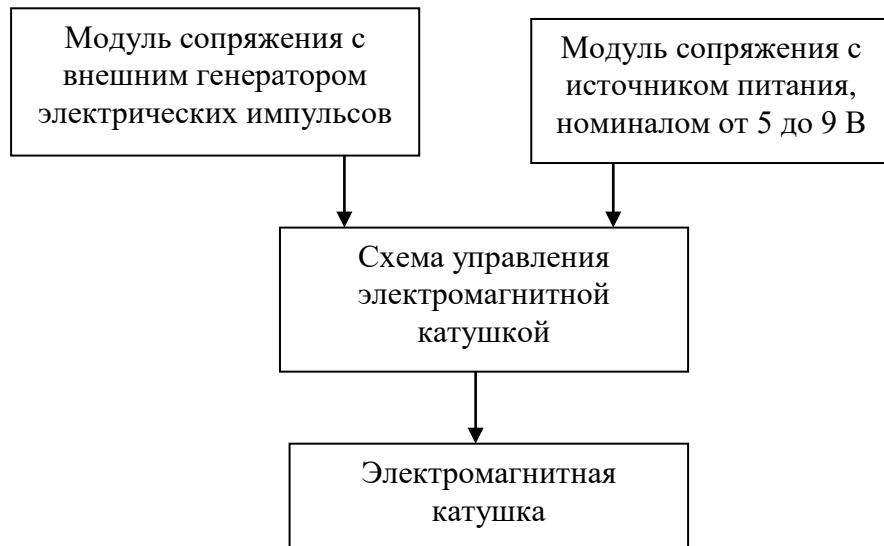 Модуль сопряжения с
внешним генератором
электрических импульсов
Модуль сопряжения с
источником питания,
номиналом от 5 до 9 В
Схема управления
электромагнитной
катушкой
Электромагнитная
катушка